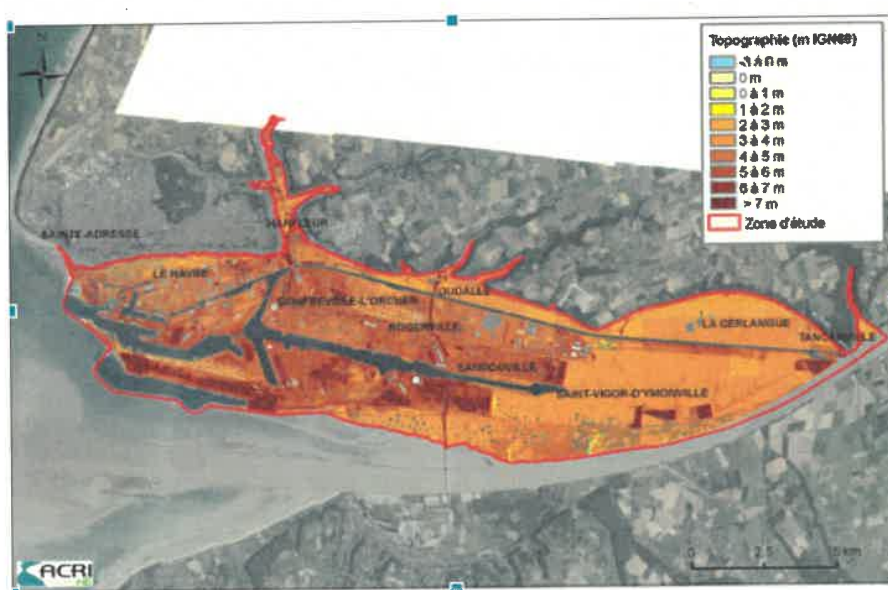 Topographie (m IGN69)
-3 à 0 m
0 m
0 à 1 m
1 à 2 m
2 à 3 m
3 à 4 m
4 à 5 m
5 à 6 m
6 à 7 m
> 7 m
Zone d'étude
N
HARFLEUR
SAINTE-ADRESSE
LE HAVRE
OUDALLE
GONFREVILLE-L'ORCHER
ROGERVILLE
LA CERLANGUE
TANCARVILLE
SANDOUVILLE
SAINT-VIGOR-D'YMONVILLE
0 2.5 5 km
ACRI